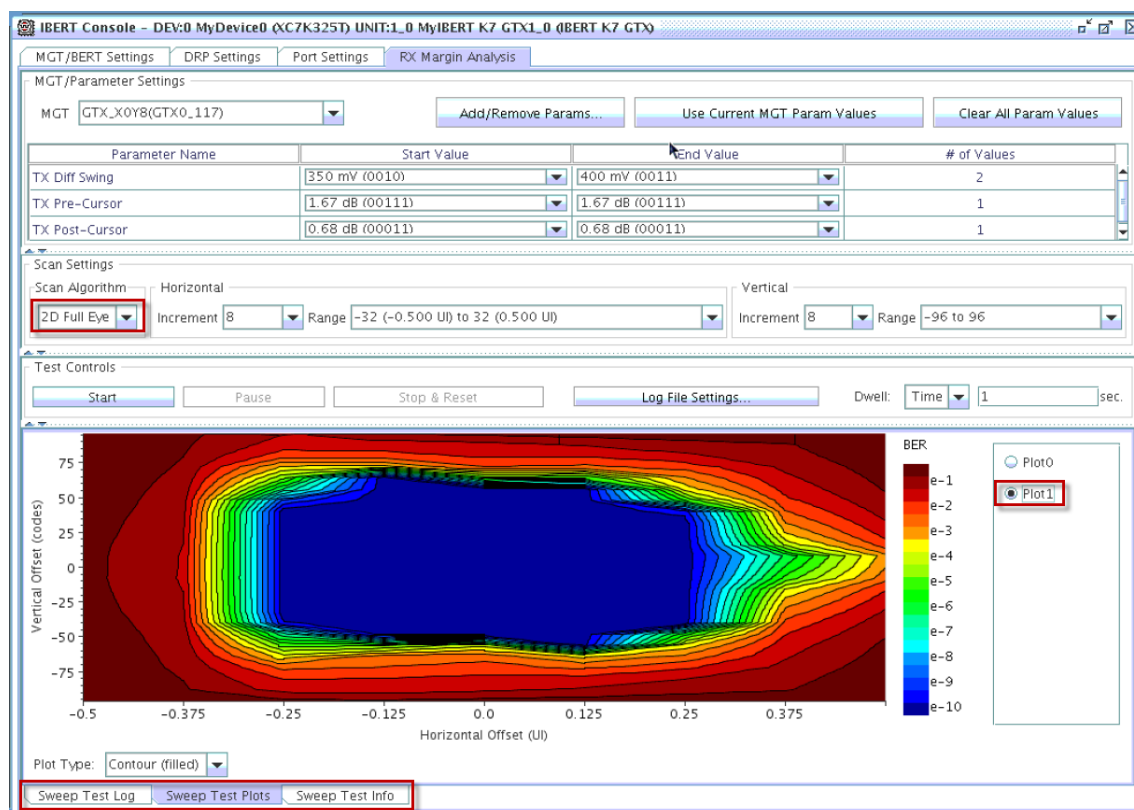 IBERT Console - DEV:0 MyDevice0 (XC7K325T) UNIT:1_0 MyIBERT K7 GTX1_0 (IBERT K7 GTX)
MGT/BERT Settings DRP Settings Port Settings RX Margin Analysis
MGT/Parameter Settings
MGT GTX_X0Y8(GTX0_117) Add/Remove Params... Use Current MGT Param Values Clear All Param Values
Parameter Name Start Value End Value # of Values
TX Diff Swing 350 mV (0010) 400 mV (0011) 2
TX Pre-Cursor 1.67 dB (00111) 1.67 dB (00111) 1
TX Post-Cursor 0.68 dB (00011) 0.68 dB (00011) 1
Scan Settings
Scan Algorithm Horizontal Vertical
2D Full Eye Increment 8 Range -32 (-0.500 UI) to 32 (0.500 UI) Increment 8 Range -96 to 96
Test Controls
Start Pause Stop & Reset Log File Settings... Dwell: Time 1 sec.
Vertical Offset (codes)
75
50
25
0
-25
-50
-75
-0.5 -0.375 -0.25 -0.125 0.0 0.125 0.25 0.375
Horizontal Offset (UI)
BER
e-1
e-2
e-3
e-4
e-5
e-6
e-7
e-8
e-9
e-10
Plot0
Plot1
Plot Type: Contour (filled)
Sweep Test Log Sweep Test Plots Sweep Test Info